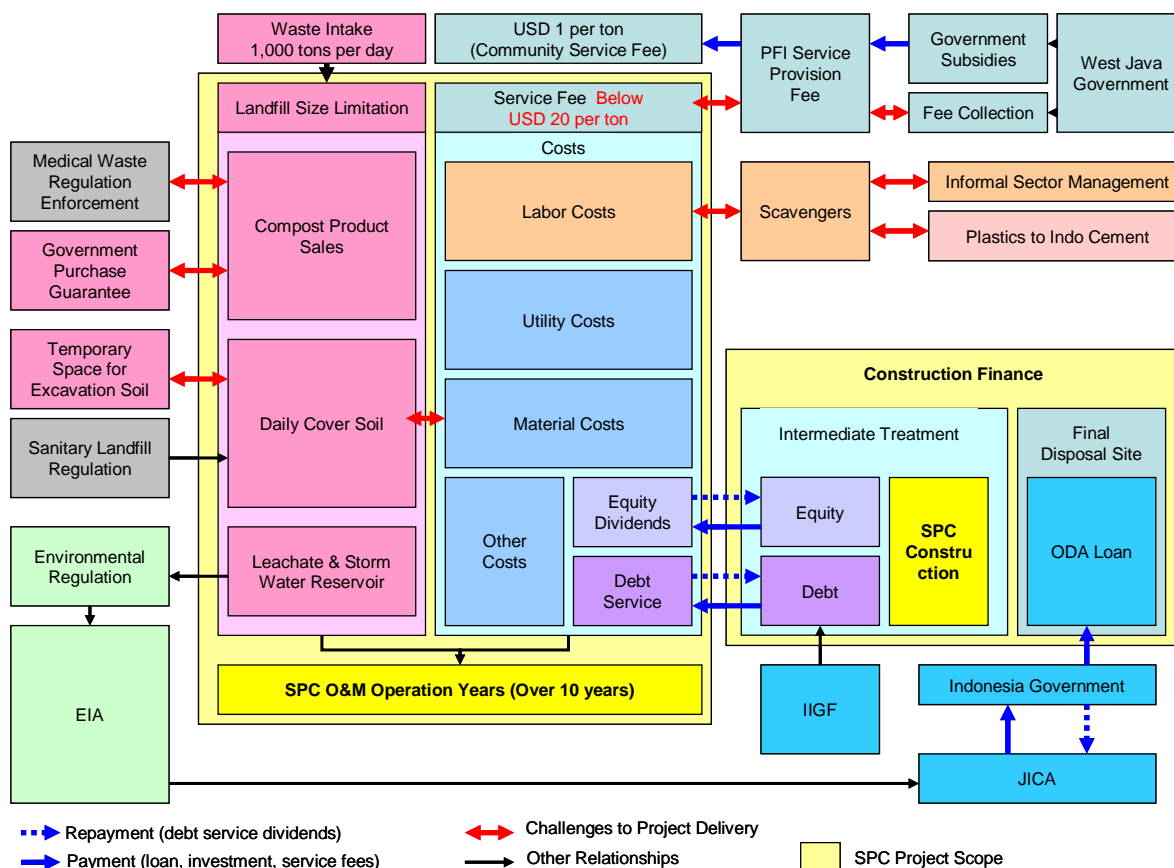 Waste Intake
1,000 tons per day
USD 1 per ton
(Community Service Fee)
PFI Service
Provision
Fee
Government
Subsidies
West Java
Government
Fee Collection
Landfill Size Limitation
Service Fee Below
USD 20 per ton
Costs
Medical Waste
Regulation
Enforcement
Compost Product
Sales
Labor Costs
Scavengers
Informal Sector Management
Plastics to Indo Cement
Government
Purchase
Guarantee
Utility Costs
Temporary
Space for
Excavation Soil
Daily Cover Soil
Material Costs
Sanitary Landfill
Regulation
Construction Finance
Intermediate Treatment
Final
Disposal Site
Other
Costs
Equity
Dividends
Equity
SPC
Constru
ction
ODA Loan
Environmental
Regulation
Leachate & Storm
Water Reservoir
Debt
Service
Debt
SPC O&M Operation Years (Over 10 years)
EIA
IIGF
Indonesia Government
JICA
Repayment (debt service dividends)
Challenges to Project Delivery
Payment (loan, investment, service fees)
Other Relationships
SPC Project Scope